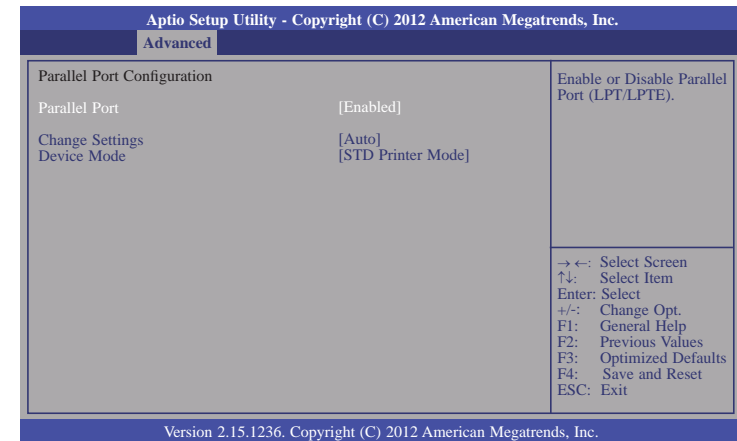 Aptio Setup Utility - Copyright (C) 2012 American Megatrends, Inc.
Advanced
Parallel Port Configuration
Parallel Port [Enabled]
Change Settings [Auto]
Device Mode [STD Printer Mode]
Enable or Disable Parallel
Port (LPT/LPTE).
→←: Select Screen
↑↓: Select Item
Enter: Select
+/-: Change Opt.
F1: General Help
F2: Previous Values
F3: Optimized Defaults
F4: Save and Reset
ESC: Exit
Version 2.15.1236. Copyright (C) 2012 American Megatrends, Inc.